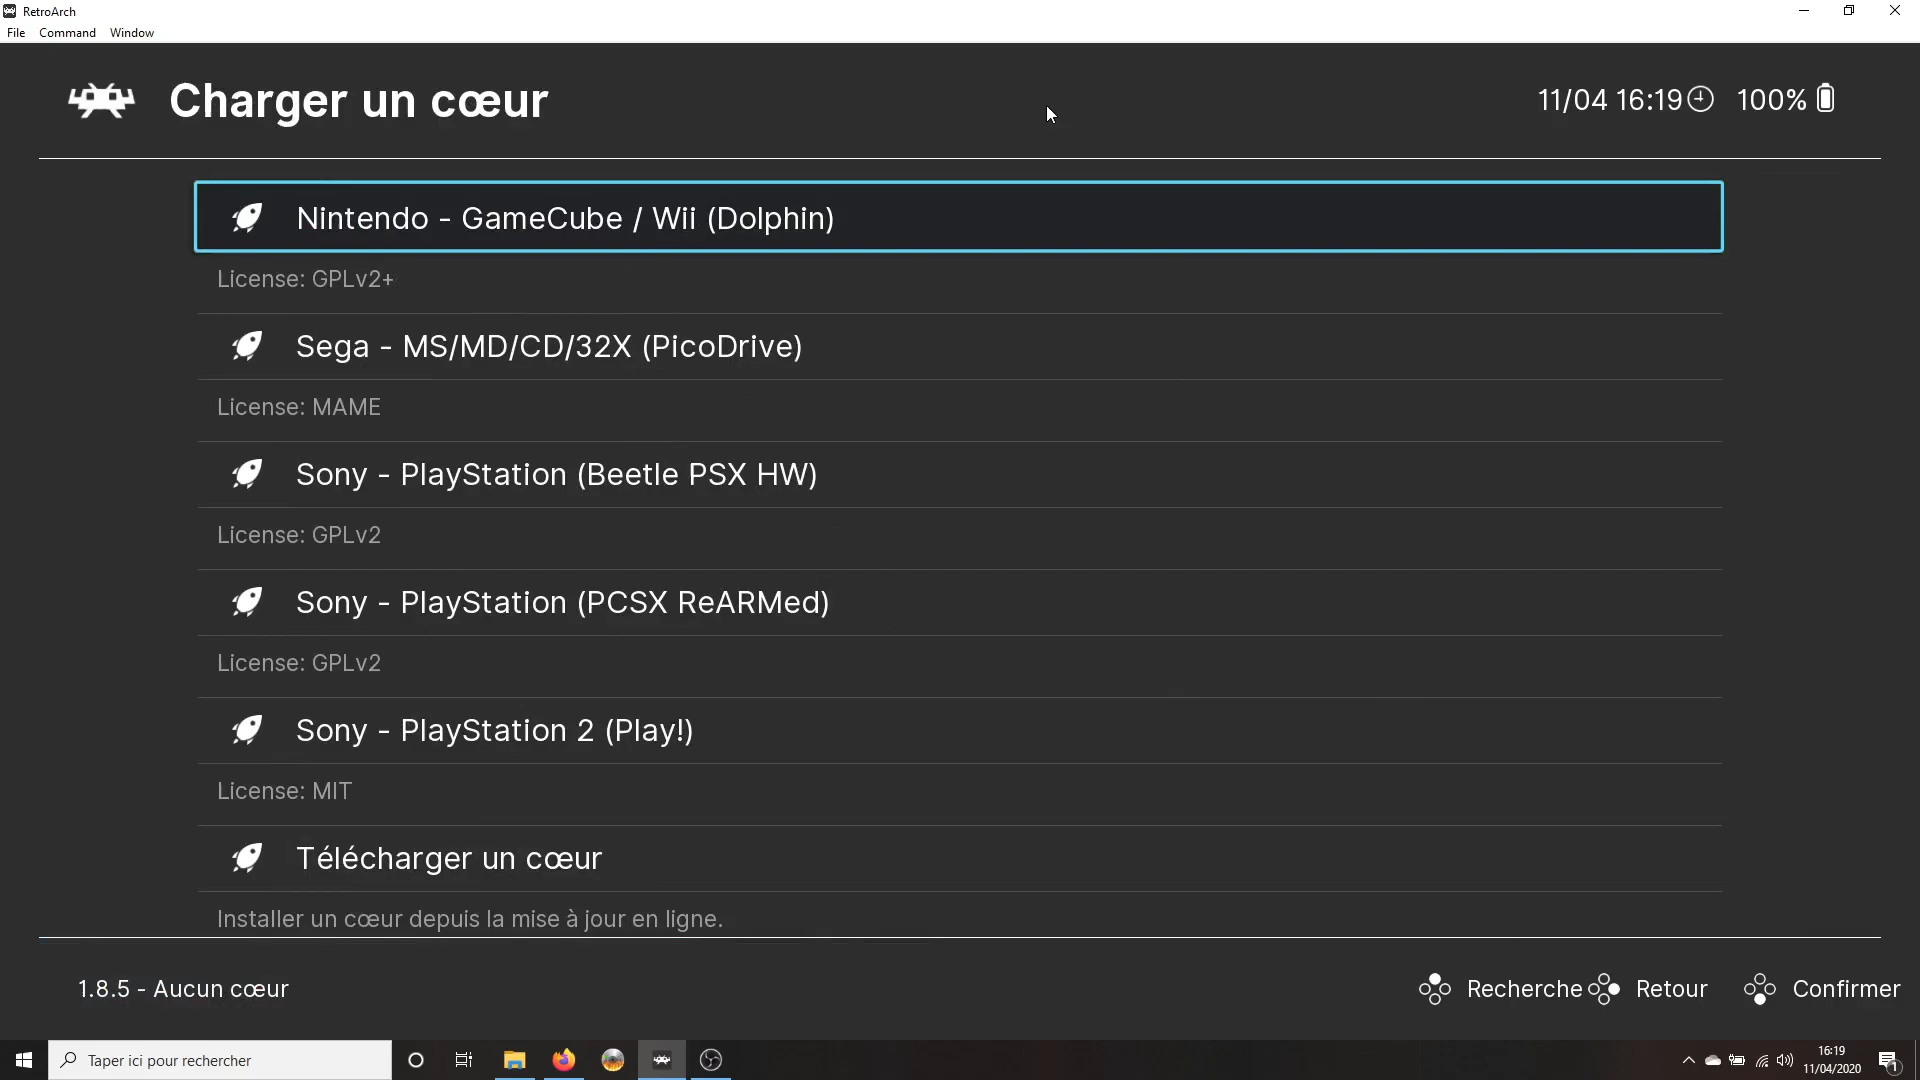 RetroArch
File Command Window
Charger un cœur
11/04 16:19 100%
Nintendo - GameCube / Wii (Dolphin)
License: GPLv2+
Sega - MS/MD/CD/32X (PicoDrive)
License: MAME
Sony - PlayStation (Beetle PSX HW)
License: GPLv2
Sony - PlayStation (PCSX ReARMed)
License: GPLv2
Sony - PlayStation 2 (Play!)
License: MIT
Télécharger un cœur
Installer un cœur depuis la mise à jour en ligne.
1.8.5 - Aucun cœur
Recherche Retour Confirmer
Taper ici pour rechercher
16:19
11/04/2020
1